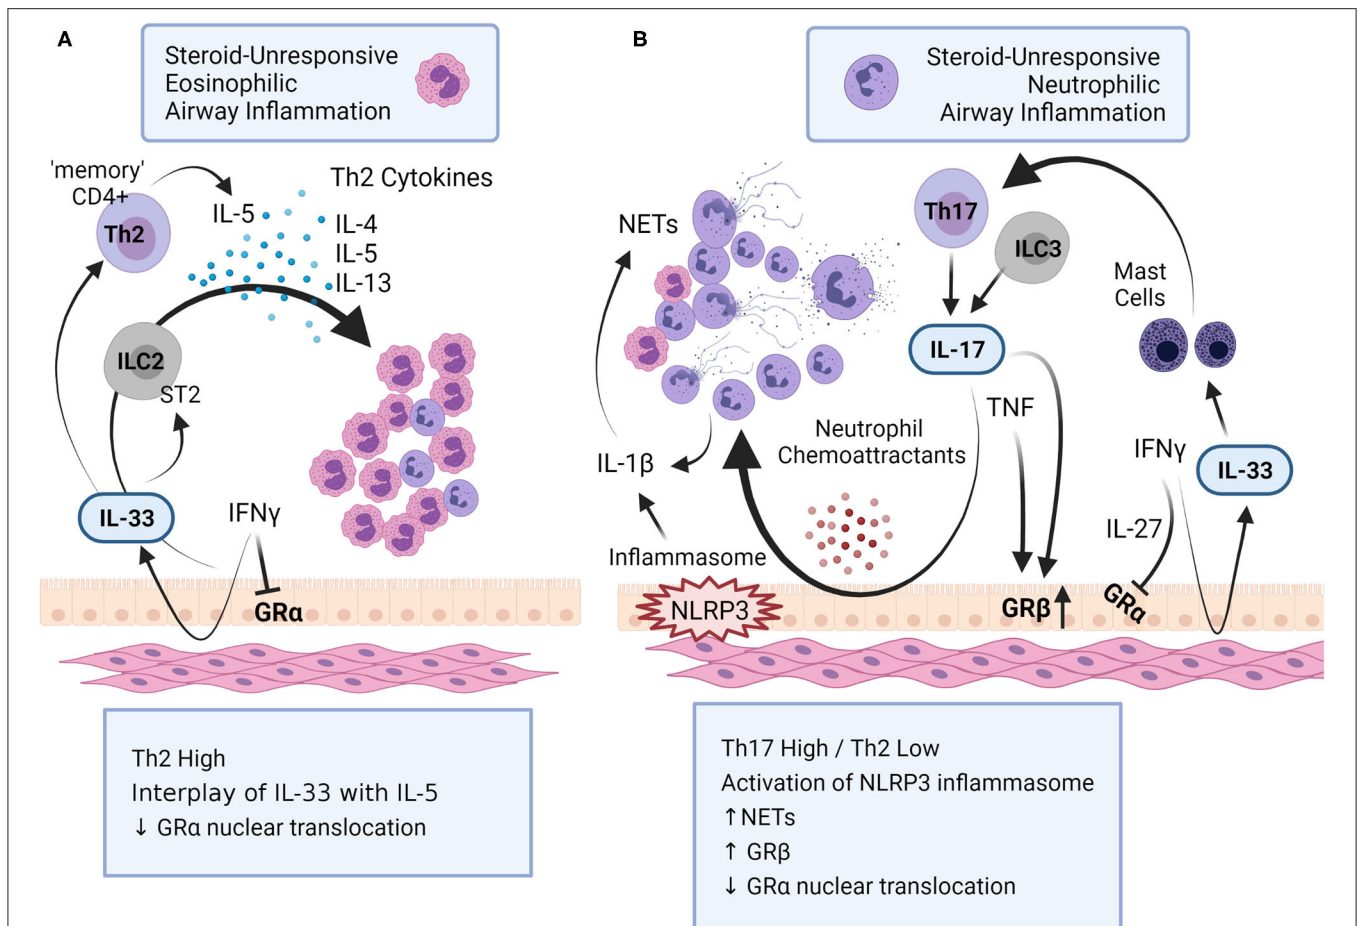 A
Steroid-Unresponsive
Eosinophilic
Airway Inflammation
'memory'
CD4+
Th2
IL-5
Th2 Cytokines
IL-4
IL-5
IL-13
ILC2
ST2
IL-33
IFNγ
GRα
Th2 High
Interplay of IL-33 with IL-5
↓ GRα nuclear translocation
B
Steroid-Unresponsive
Neutrophilic
Airway Inflammation
NETs
Th17
ILC3
Mast
Cells
IL-17
TNF
Neutrophil
Chemoattractants
IL-1β
IFNγ
IL-33
IL-27
Inflammasome
NLRP3
GRβ
GRα
Th17 High / Th2 Low
Activation of NLRP3 inflammasome
↑NETs
↑ GRβ
↓ GRα nuclear translocation